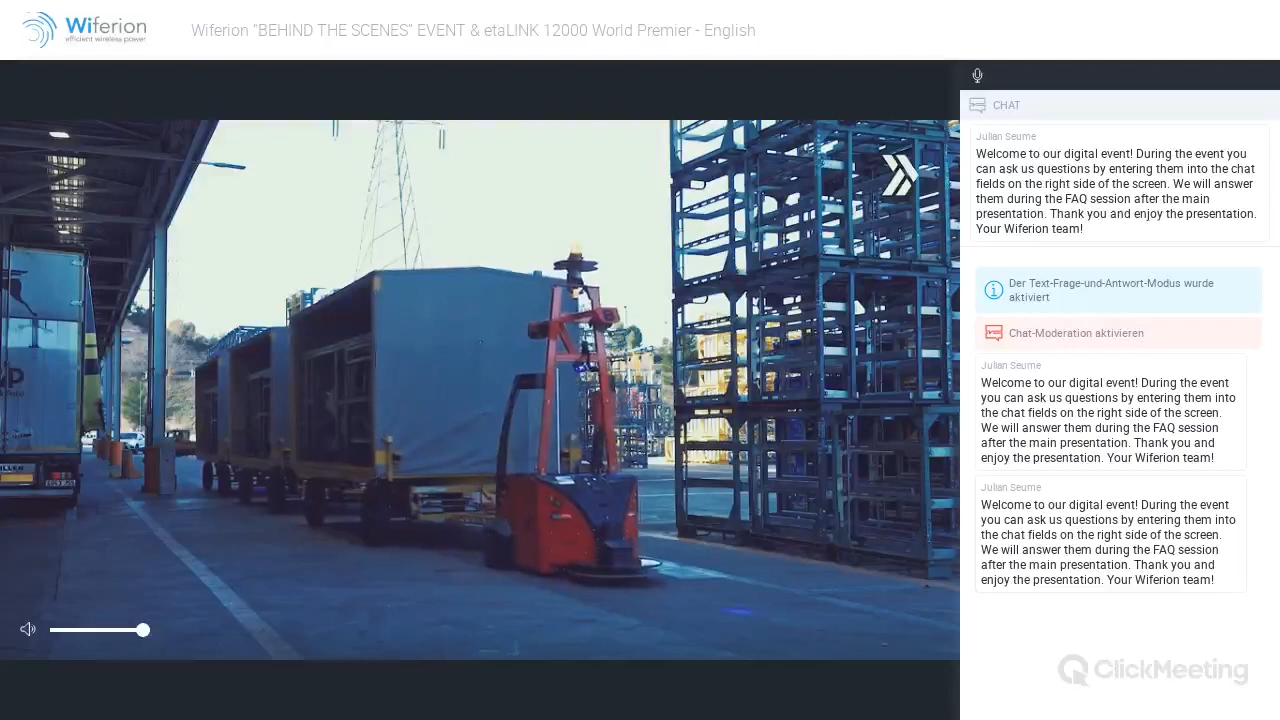 Wiferion
efficient wireless power
Wiferion "BEHIND THE SCENES" EVENT & etaLINK 12000 World Premier - English
CHAT
Julian Seume
Welcome to our digital event! During the event you
can ask us questions by entering them into the chat
fields on the right side of the screen. We will answer
them during the FAQ session after the main
presentation. Thank you and enjoy the presentation.
Your Wiferion team!
Der Text-Frage-und-Antwort-Modus wurde
aktiviert
Chat-Moderation aktivieren
Julian Seume
Welcome to our digital event! During the event
you can ask us questions by entering them into
the chat fields on the right side of the screen.
We will answer them during the FAQ session
after the main presentation. Thank you and
enjoy the presentation. Your Wiferion team!
Julian Seume
Welcome to our digital event! During the event
you can ask us questions by entering them into
the chat fields on the right side of the screen.
We will answer them during the FAQ session
after the main presentation. Thank you and
enjoy the presentation. Your Wiferion team!
ClickMeeting